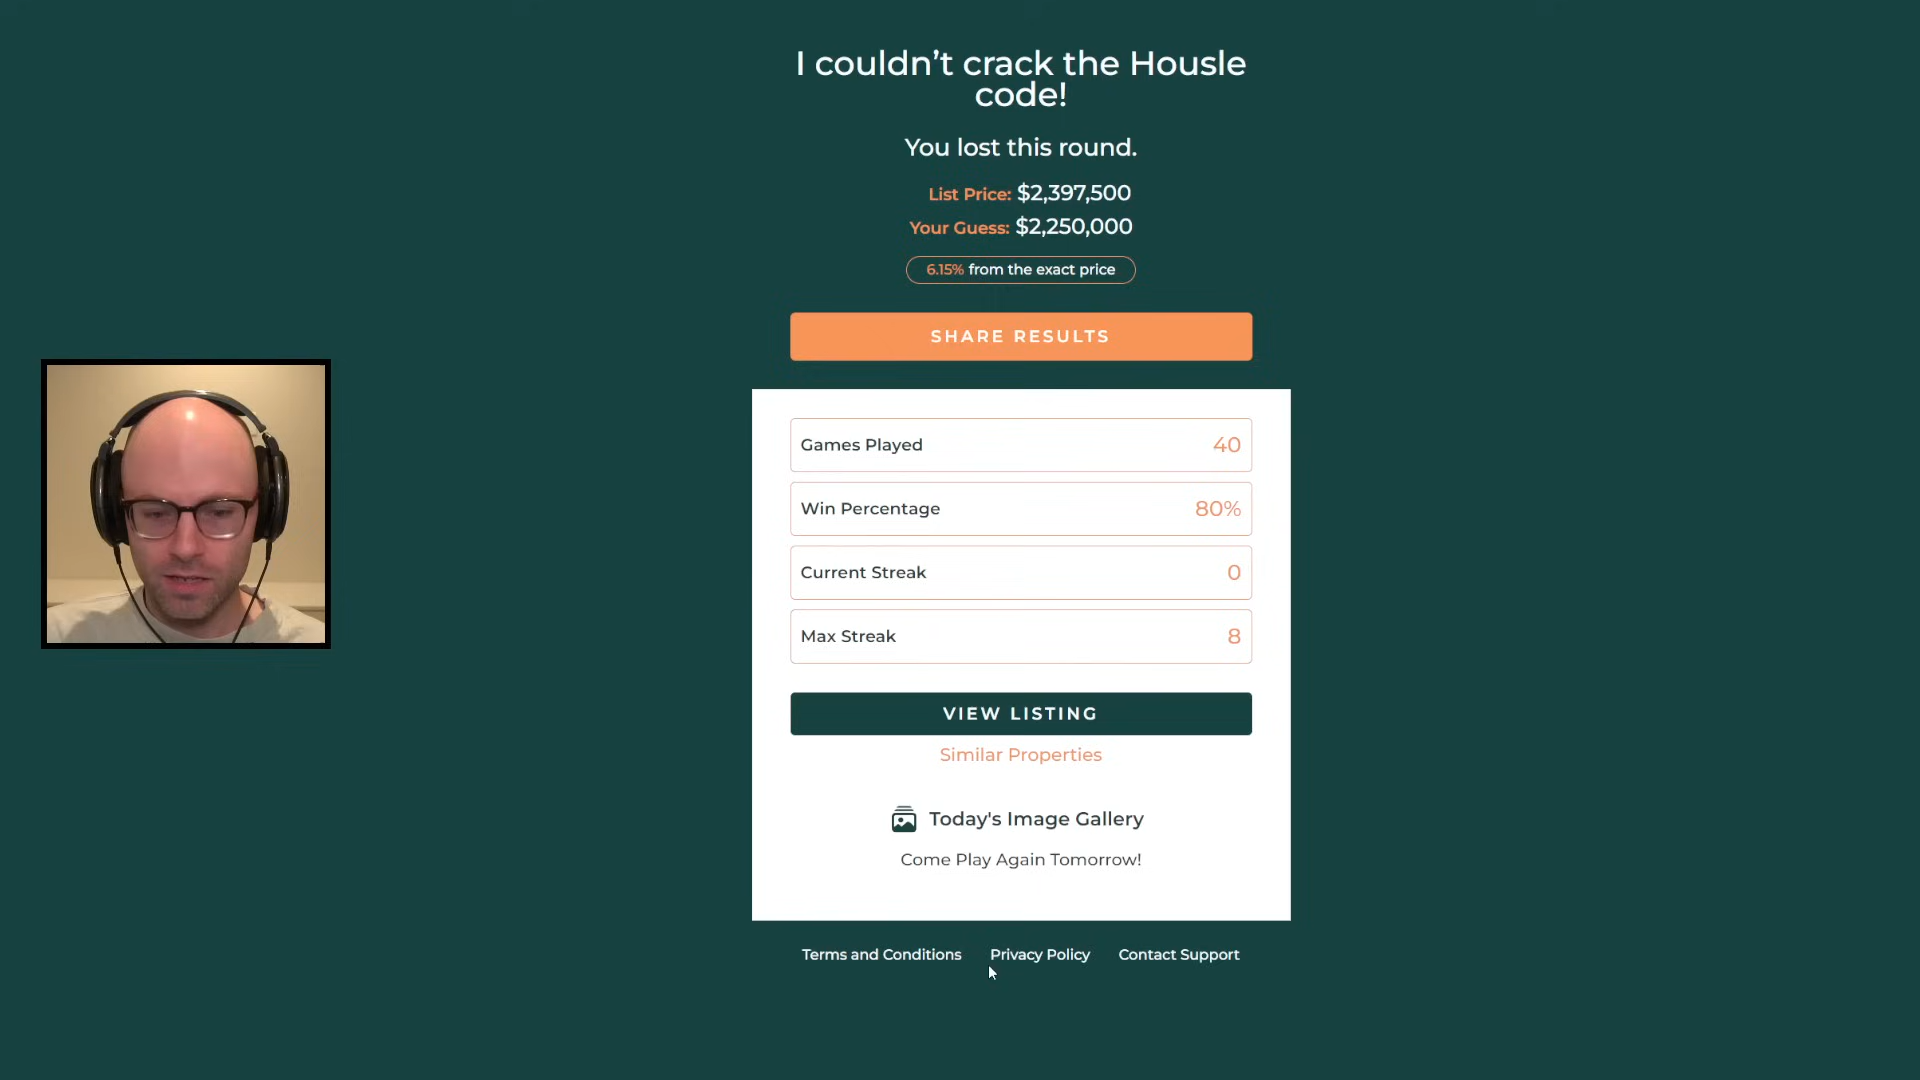 I couldn’t crack the Housle
code!
You lost this round.
List Price: $2,397,500
Your Guess: $2,250,000
6.15% from the exact price
SHARE RESULTS
Games Played 40
Win Percentage 80%
Current Streak 0
Max Streak 8
VIEW LISTING
Similar Properties
Today's Image Gallery
Come Play Again Tomorrow!
Terms and Conditions Privacy Policy Contact Support